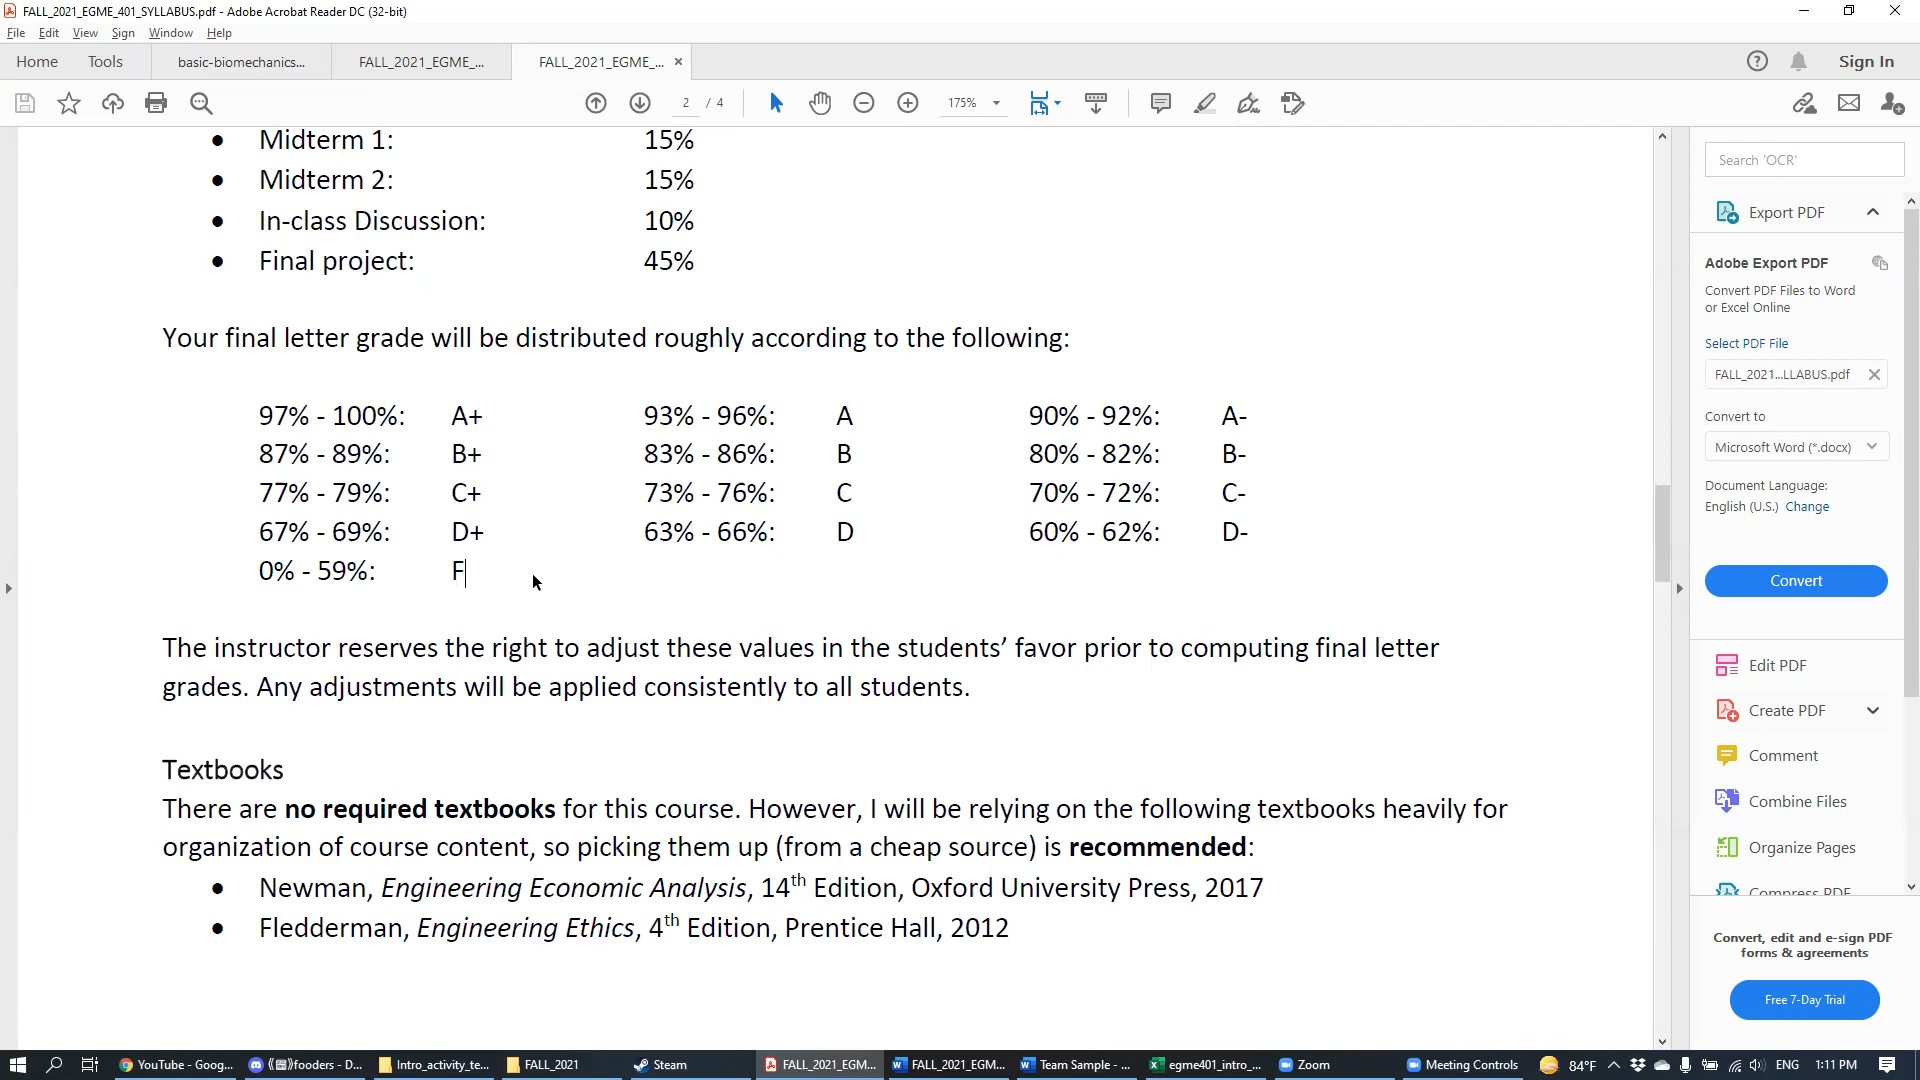 FALL_2021_EGME_401_SYLLABUS.pdf - Adobe Acrobat Reader DC (32-bit)
File Edit View Sign Window Help
Home Tools basic-biomechanics... FALL_2021_EGME_... FALL_2021_EGME_... Sign In
2 / 4 175%
Midterm 1: 15%
Midterm 2: 15%
In-class Discussion: 10%
Final project: 45%
Your final letter grade will be distributed roughly according to the following:
97% - 100%: A+ 93% - 96%: A 90% - 92%: A-
87% - 89%: B+ 83% - 86%: B 80% - 82%: B-
77% - 79%: C+ 73% - 76%: C 70% - 72%: C-
67% - 69%: D+ 63% - 66%: D 60% - 62%: D-
0% - 59%: F
The instructor reserves the right to adjust these values in the students’ favor prior to computing final letter
grades. Any adjustments will be applied consistently to all students.
Textbooks
There are no required textbooks for this course. However, I will be relying on the following textbooks heavily for
organization of course content, so picking them up (from a cheap source) is recommended:
Newman, Engineering Economic Analysis, 14th Edition, Oxford University Press, 2017
Fledderman, Engineering Ethics, 4th Edition, Prentice Hall, 2012
Search 'OCR'
Export PDF
Adobe Export PDF
Convert PDF Files to Word
or Excel Online
Select PDF File
FALL_2021...LLABUS.pdf
Convert to
Microsoft Word (*.docx)
Document Language:
English (U.S.) Change
Convert
Edit PDF
Create PDF
Comment
Combine Files
Organize Pages
Compress PDF
Convert, edit and e-sign PDF
forms & agreements
Free 7-Day Trial
YouTube - Goog... fooders - D... Intro_activity_te... FALL_2021 Steam FALL_2021_EGM... FALL_2021_EGM... Team Sample - ... egme401_intro_... Zoom Meeting Controls 84°F ENG 1:11 PM